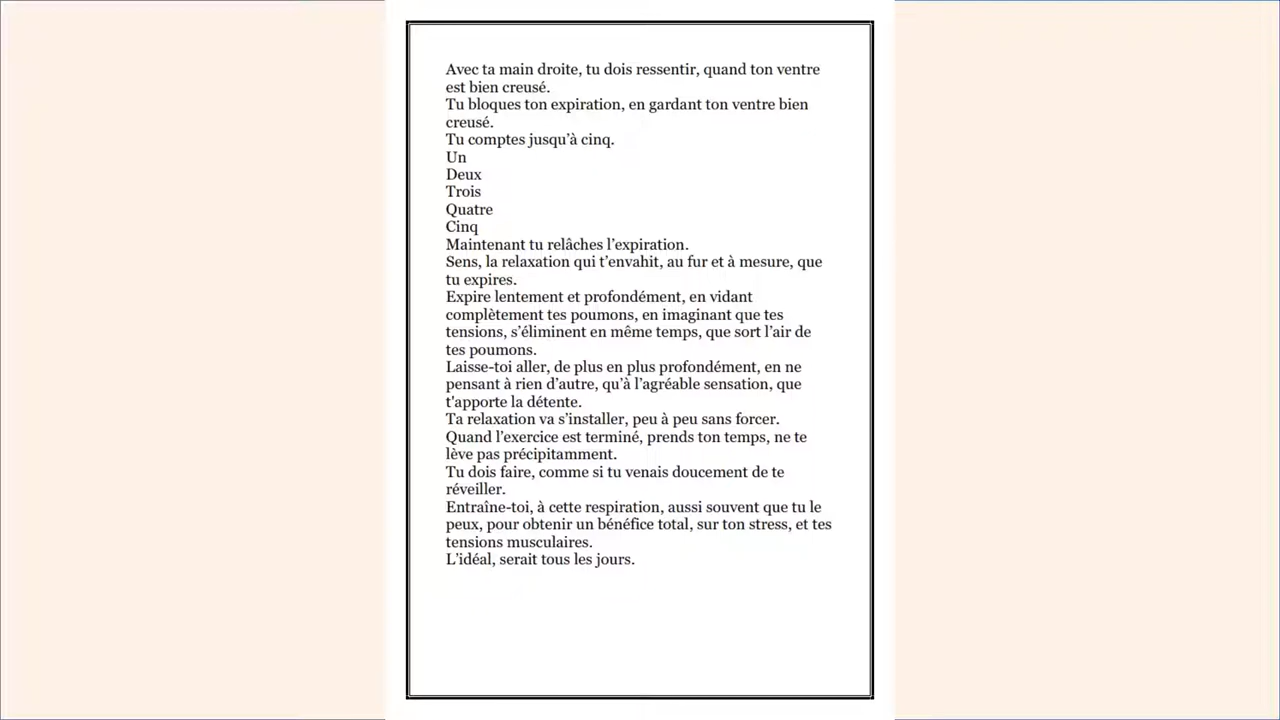 Avec ta main droite, tu dois ressentir, quand ton ventre
est bien creusé.
Tu bloques ton expiration, en gardant ton ventre bien
creusé.
Tu comptes jusqu’à cinq.
Un
Deux
Trois
Quatre
Cinq
Maintenant tu relâches l’expiration.
Sens, la relaxation qui t’envahit, au fur et à mesure, que
tu expires.
Expire lentement et profondément, en vidant
complètement tes poumons, en imaginant que tes
tensions, s’éliminent en même temps, que sort l’air de
tes poumons.
Laisse-toi aller, de plus en plus profondément, en ne
pensant à rien d’autre, qu’à l’agréable sensation, que
t'apporte la détente.
Ta relaxation va s’installer, peu à peu sans forcer.
Quand l’exercice est terminé, prends ton temps, ne te
lève pas précipitamment.
Tu dois faire, comme si tu venais doucement de te
réveiller.
Entraîne-toi, à cette respiration, aussi souvent que tu le
peux, pour obtenir un bénéfice total, sur ton stress, et tes
tensions musculaires.
L’idéal, serait tous les jours.